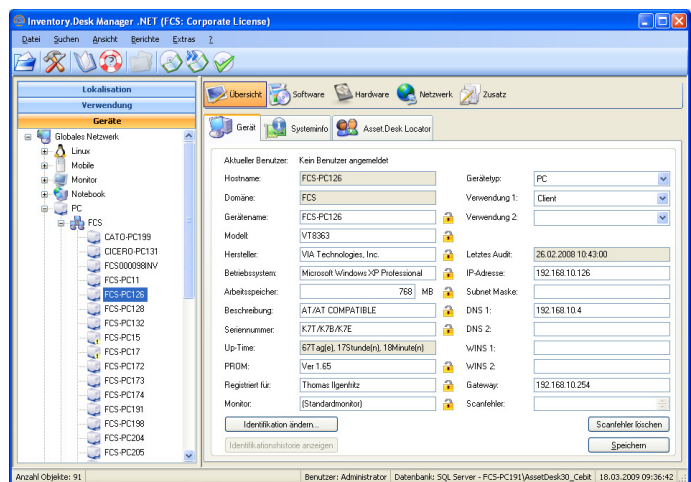 Inventory.Desk Manager .NET (FCS: Corporate License)
Datei Suchen Ansicht Berichte Extras ?
Lokalisation
Verwendung
Geräte
Globales Netzwerk
Linux
Mobile
Monitor
Notebook
PC
FCS
CATO-PC199
CICERO-PC131
FCS000098INV
FCS-PC11
FCS-PC126
FCS-PC128
FCS-PC132
FCS-PC15
FCS-PC17
FCS-PC172
FCS-PC173
FCS-PC174
FCS-PC191
FCS-PC198
FCS-PC204
FCS-PC205
Übersicht Software Hardware Netzwerk Zusatz
Gerät Systeminfo Asset.Desk Locator
Aktueller Benutzer: Kein Benutzer angemeldet
Hostname: FCS-PC126 Gerätetyp: PC
Domäne: FCS Verwendung 1: Client
Gerätename: FCS-PC126 Verwendung 2:
Modell: VT8363
Hersteller: VIA Technologies, Inc. Letztes Audit: 26.02.2008 10:43:00
Betriebssystem: Microsoft Windows XP Professional IP-Adresse: 192.168.10.126
Arbeitsspeicher: 768 MB Subnet Maske:
Beschreibung: AT/AT COMPATIBLE DNS 1: 192.168.10.4
Seriennummer: K7T/K7B/K7E DNS 2:
Up-Time: 67Tag(e), 17Stunde(n), 18Minute(n) WINS 1:
PROM: Ver 1.65 WINS 2:
Registriert für: Thomas Ilgenfritz Gateway: 192.168.10.254
Monitor: (Standardmonitor) Scanfehler:
Identifikation ändern... Scanfehler löschen
Identifikationshistorie anzeigen Speichern
Anzahl Objekte: 91 Benutzer: Administrator Datenbank: SQL Server - FCS-PC191\AssetDesk30_Cebit 18.03.2009 09:36:42